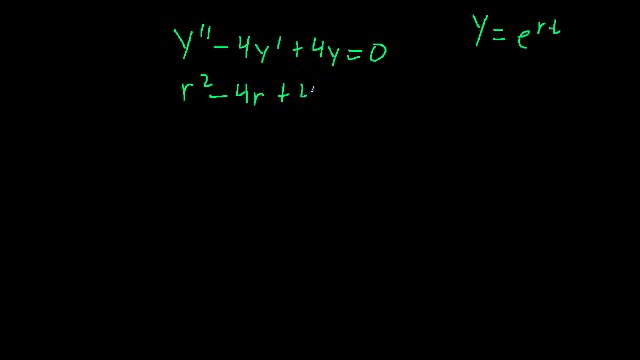 y'' - 4y' + 4y = 0
y = e^{rt}
r² - 4r +